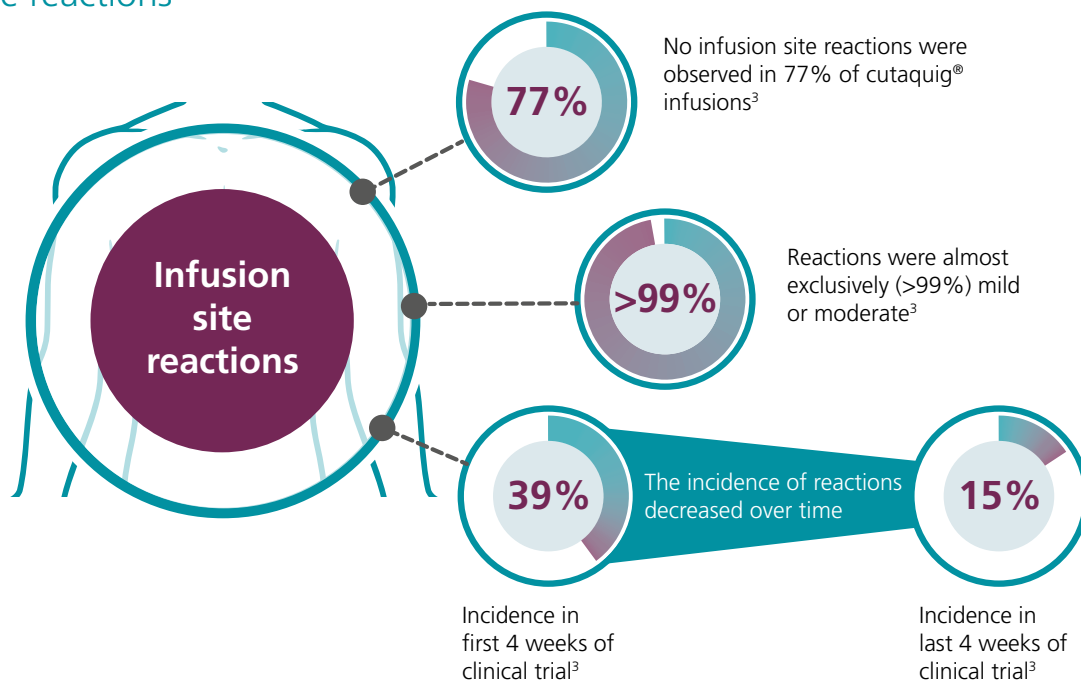 e reactions
77%
No infusion site reactions were
observed in 77% of cutaquig®
infusions³
Infusion
site
reactions
>99%
Reactions were almost
exclusively (>99%) mild
or moderate³
39%
The incidence of reactions
decreased over time
15%
Incidence in
first 4 weeks of
clinical trial³
Incidence in
last 4 weeks of
clinical trial³